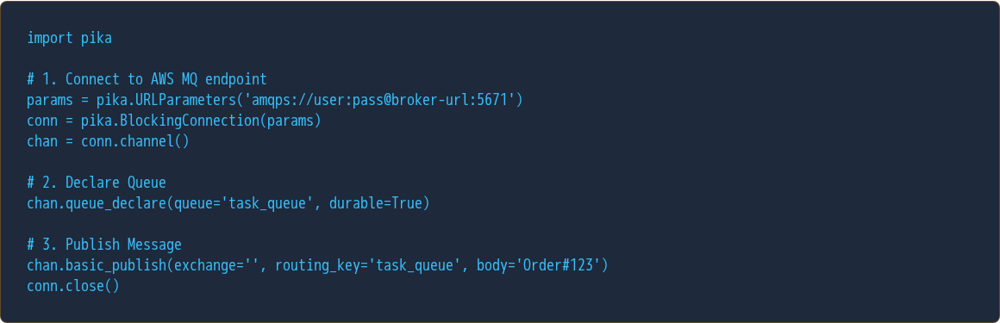 import pika
# 1. Connect to AWS MQ endpoint
params = pika.URLParameters('amqps://user:pass@broker-url:5671')
conn = pika.BlockingConnection(params)
chan = conn.channel()
# 2. Declare Queue
chan.queue_declare(queue='task_queue', durable=True)
# 3. Publish Message
chan.basic_publish(exchange='', routing_key='task_queue', body='Order#123')
conn.close()